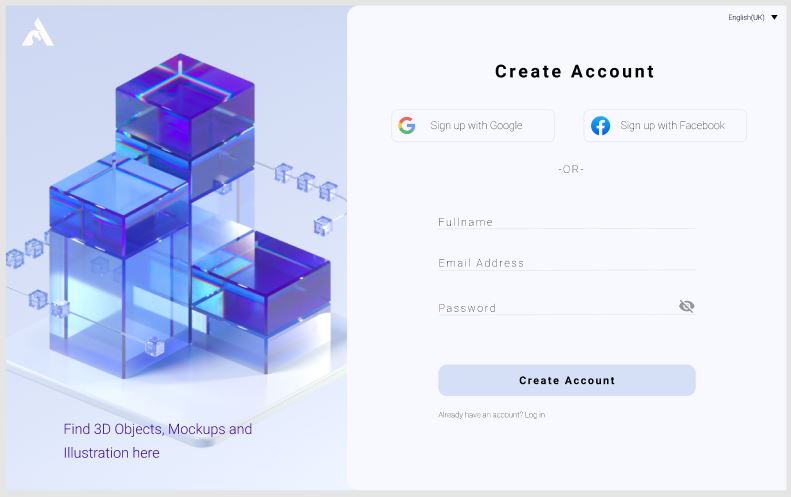 English(UK)
Create Account
Sign up with Google
Sign up with Facebook
-OR-
Fullname
Email Address
Password
Create Account
Already have an account? Log in
Find 3D Objects, Mockups and
Illustration here